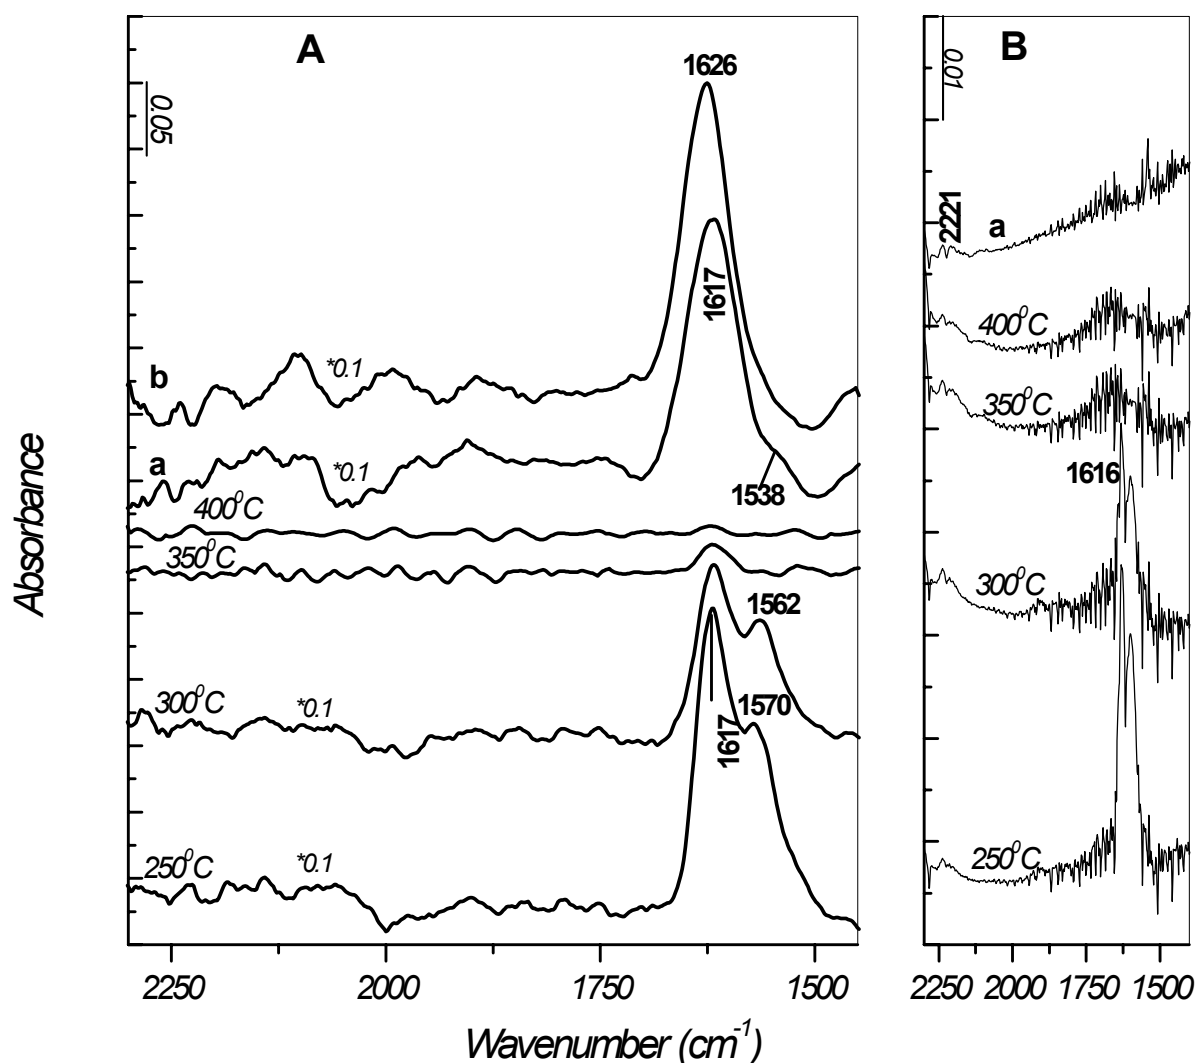 A
1626
0.05
1617
b
*0.1
a
*0.1
1538
400⁰C
350⁰C
1562
300⁰C
*0.1
1570
1617
250⁰C
*0.1
2250 2000 1750 1500
Absorbance
B
0.01
2221
a
400⁰C
350⁰C
1616
300⁰C
250⁰C
2250 2000 1750 1500
Wavenumber (cm⁻¹)